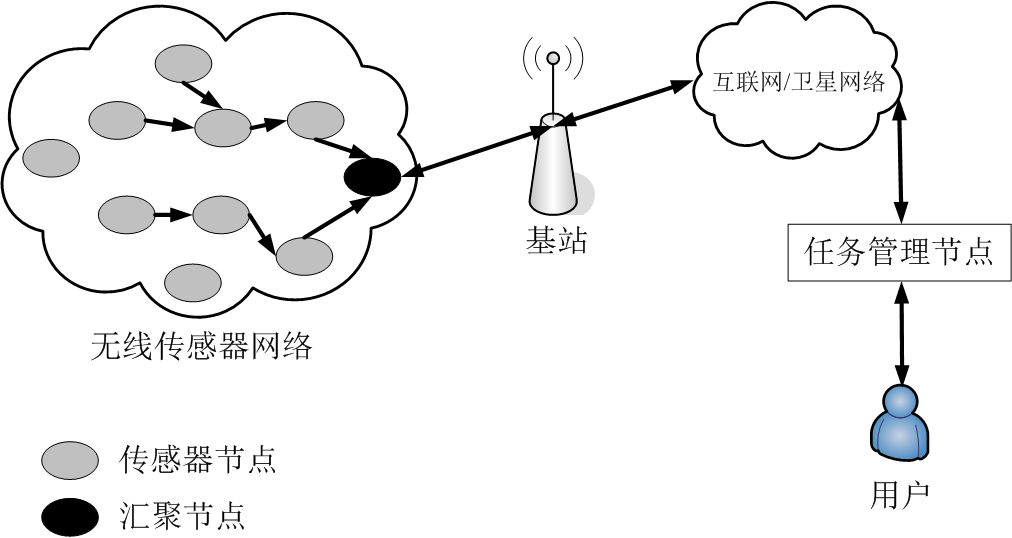 互联网/卫星网络
基站
任务管理节点
无线传感器网络
传感器节点
汇聚节点
用户